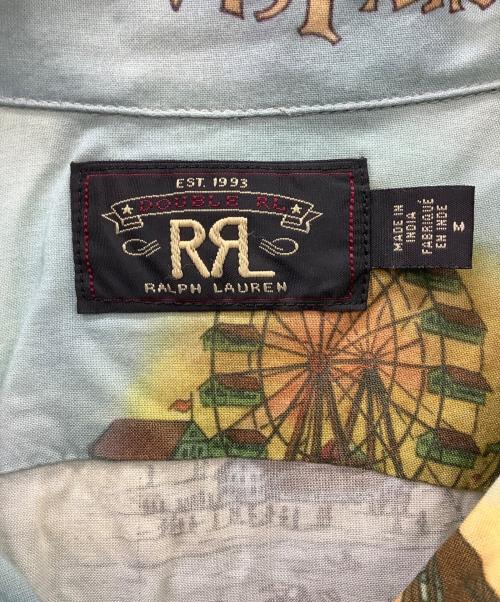 EST. 1993
DOUBLE RL
RRL
RALPH LAUREN
MADE IN
INDIA
FABRIQUÉ
EN INDE
M